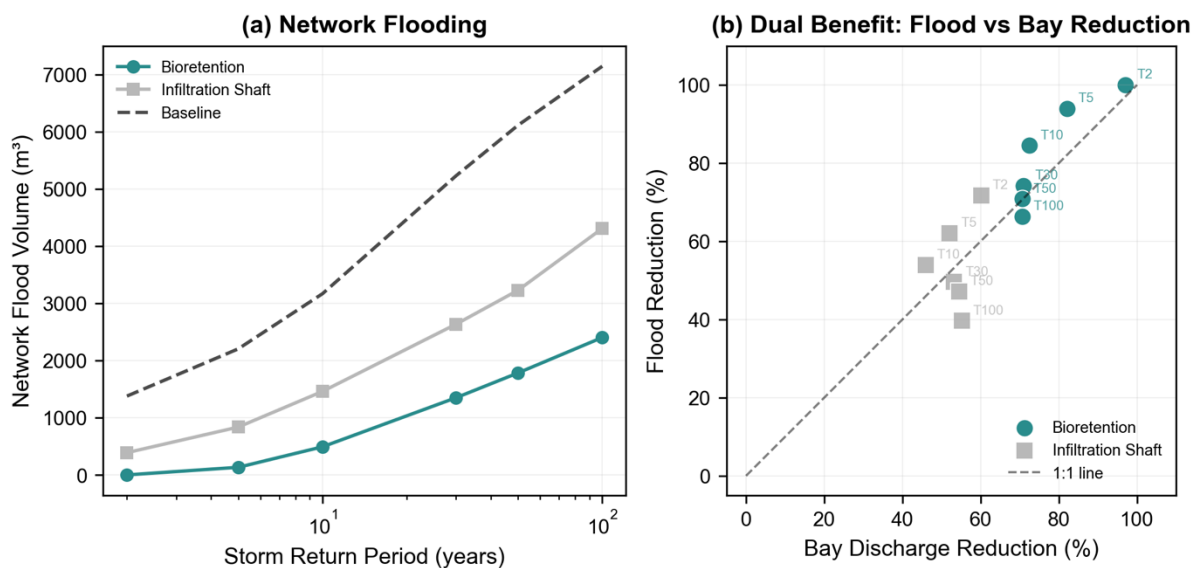 (a) Network Flooding
Network Flood Volume (m³)
7000
6000
5000
4000
3000
2000
1000
0
Bioretention
Infiltration Shaft
Baseline
10¹
10²
Storm Return Period (years)
(b) Dual Benefit: Flood vs Bay Reduction
Flood Reduction (%)
100
80
60
40
20
0
T2
T5
T10
T30
T50
T100
T2
T5
T10
T30
T50
T100
Bioretention
Infiltration Shaft
1:1 line
0
20
40
60
80
100
Bay Discharge Reduction (%)